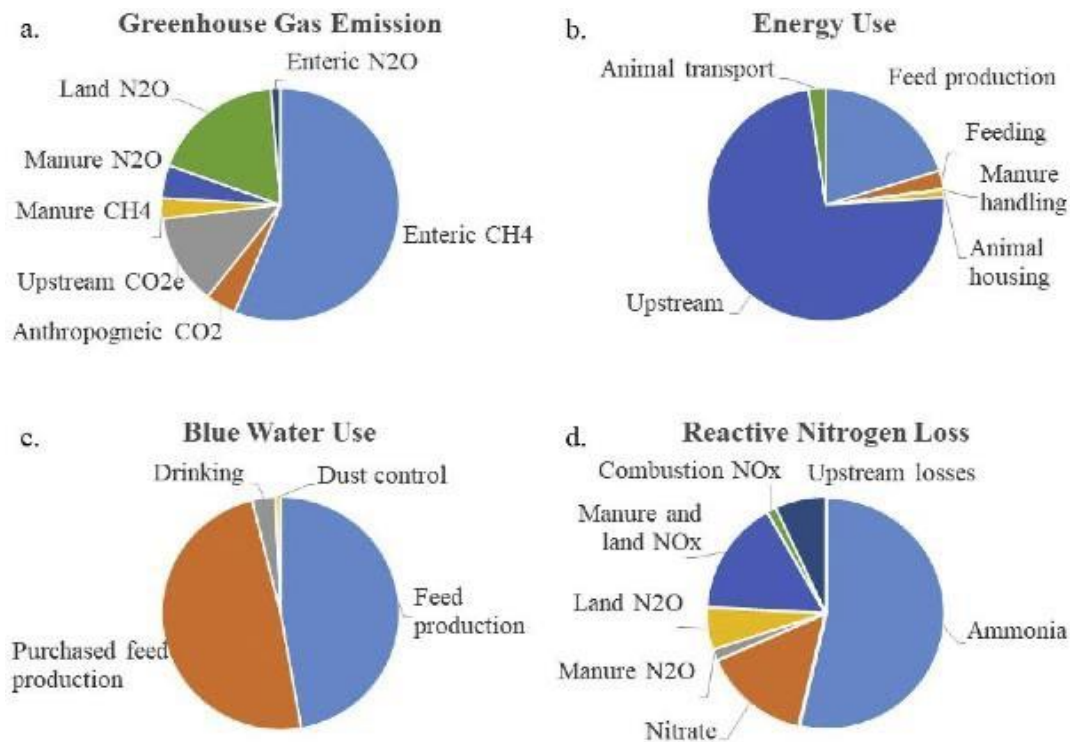 a.
Greenhouse Gas Emission
Enteric N2O
Land N2O
Manure N2O
Manure CH4
Enteric CH4
Upstream CO2e
Anthropogneic CO2
b.
Energy Use
Animal transport
Feed production
Feeding
Manure
handling
Animal
housing
Upstream
c.
Blue Water Use
Drinking
Dust control
Feed
production
Purchased feed
production
d.
Reactive Nitrogen Loss
Combustion NOx
Upstream losses
Manure and
land NOx
Land N2O
Ammonia
Manure N2O
Nitrate